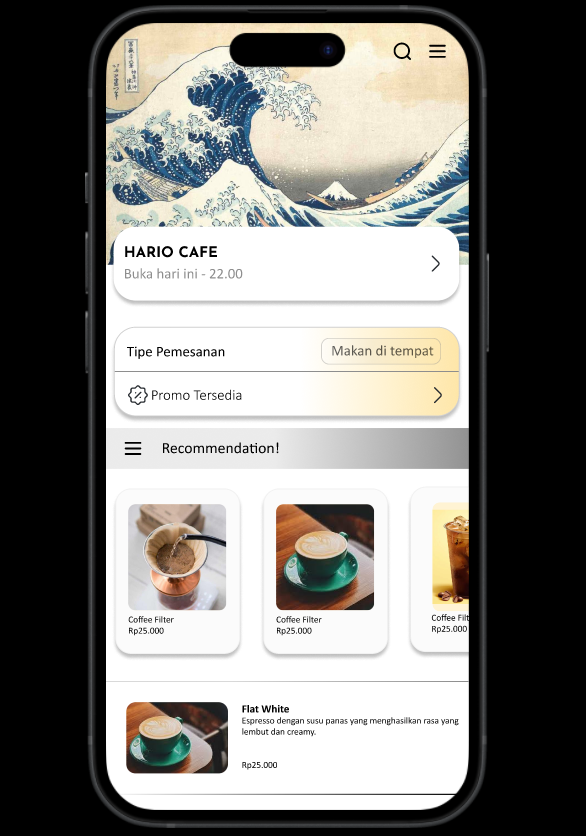 HARIO CAFE
Buka hari ini - 22.00
Tipe Pemesanan
Makan di tempat
Promo Tersedia
Recommendation!
Coffee Filter
Rp25.000
Coffee Filter
Rp25.000
Coffee Filt
Rp25.000
Flat White
Espresso dengan susu panas yang menghasilkan rasa yang
lembut dan creamy.
Rp25.000